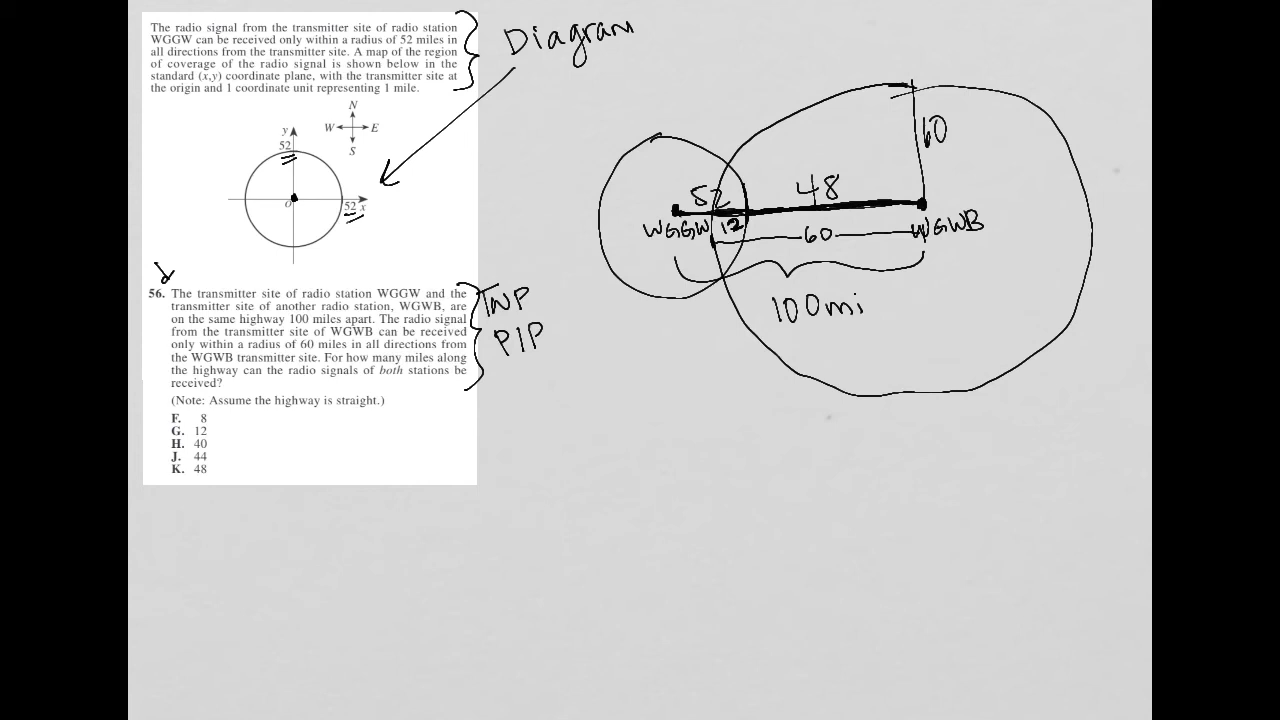 The radio signal from the transmitter site of radio station
WGGW can be received only within a radius of 52 miles in
all directions from the transmitter site. A map of the region
of coverage of the radio signal is shown below in the
standard (x,y) coordinate plane, with the transmitter site at
the origin and 1 coordinate unit representing 1 mile.
N
W E
S
y
52
O
52 x
56. The transmitter site of radio station WGGW and the
transmitter site of another radio station, WGWB, are
on the same highway 100 miles apart. The radio signal
from the transmitter site of WGWB can be received
only within a radius of 60 miles in all directions from
the WGWB transmitter site. For how many miles along
the highway can the radio signals of both stations be
received?
(Note: Assume the highway is straight.)
F. 8
G. 12
H. 40
J. 44
K. 48
Diagram
TNP
PIP
60
52 48
WGGW 12 WGWB
60
100mi